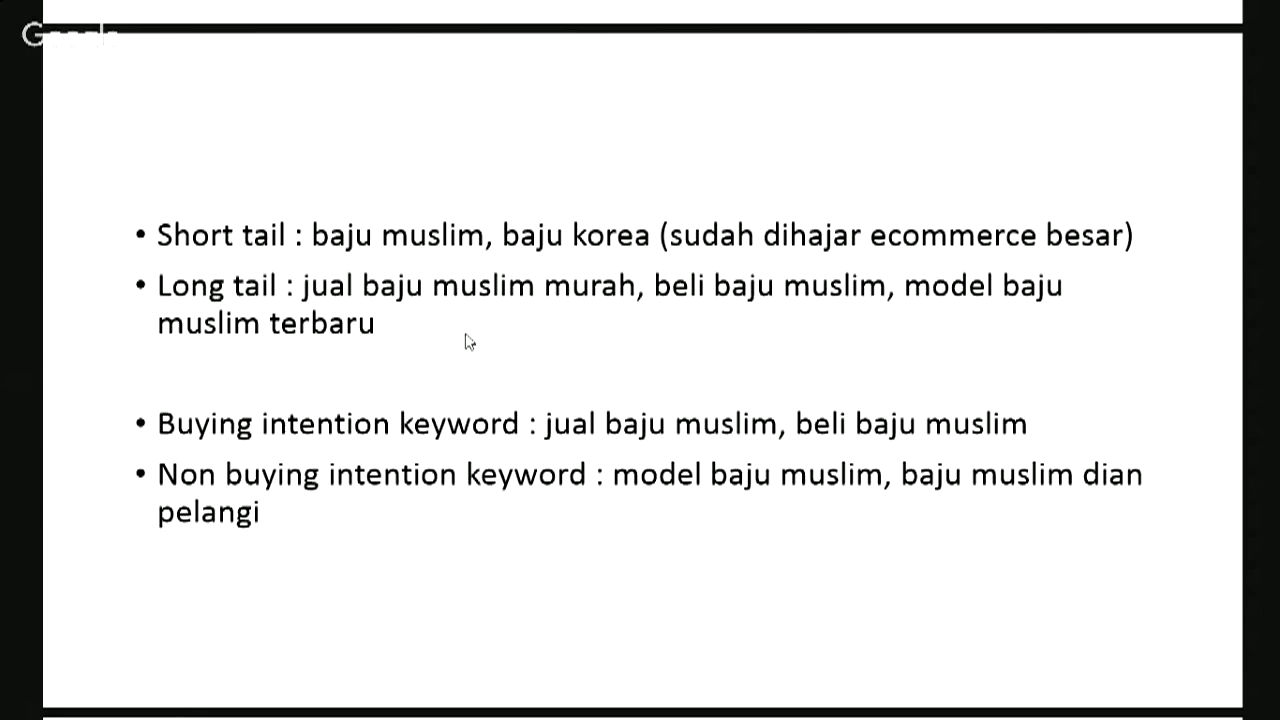 Google
• Short tail : baju muslim, baju korea (sudah dihajar ecommerce besar)
• Long tail : jual baju muslim murah, beli baju muslim, model baju
muslim terbaru
• Buying intention keyword : jual baju muslim, beli baju muslim
• Non buying intention keyword : model baju muslim, baju muslim dian
pelangi